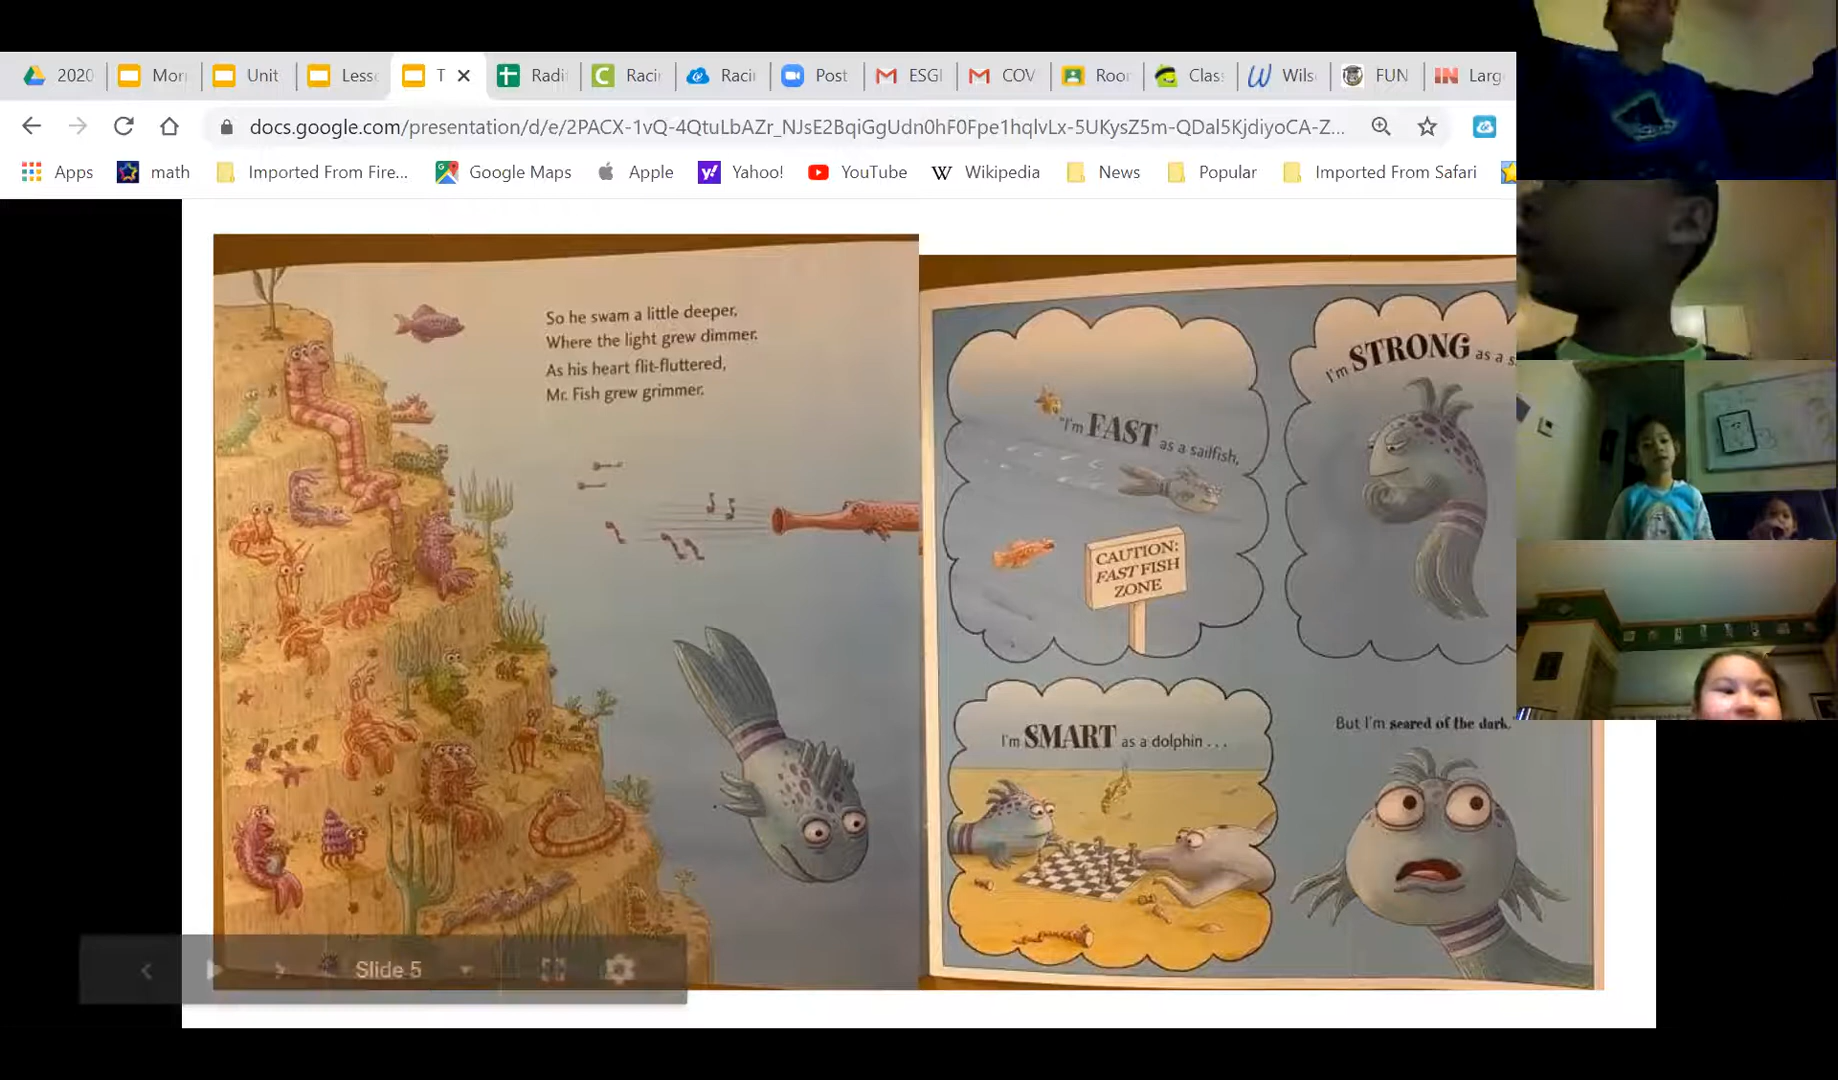 2020
Mor
Unit
Less
T
Radi
Racin
Racin
Post
ESGI
COV
Roor
Class
Wils
FUN
Larg
docs.google.com/presentation/d/e/2PACX-1vQ-4QtuLbAZr_NJsE2BqiGgUdn0hF0Fpe1hqlvLx-5UKysZ5m-QDal5KjdiyoCA-Z...
Apps
math
Imported From Fire...
Google Maps
Apple
Yahoo!
YouTube
Wikipedia
News
Popular
Imported From Safari
So he swam a little deeper,
Where the light grew dimmer.
As his heart flit-fluttered,
Mr. Fish grew grimmer.
"I'm FAST as a sailfish,
CAUTION:
FAST FISH
ZONE
I'm STRONG as a s
I'm SMART as a dolphin . . .
But I'm scared of the dark.
Slide 5